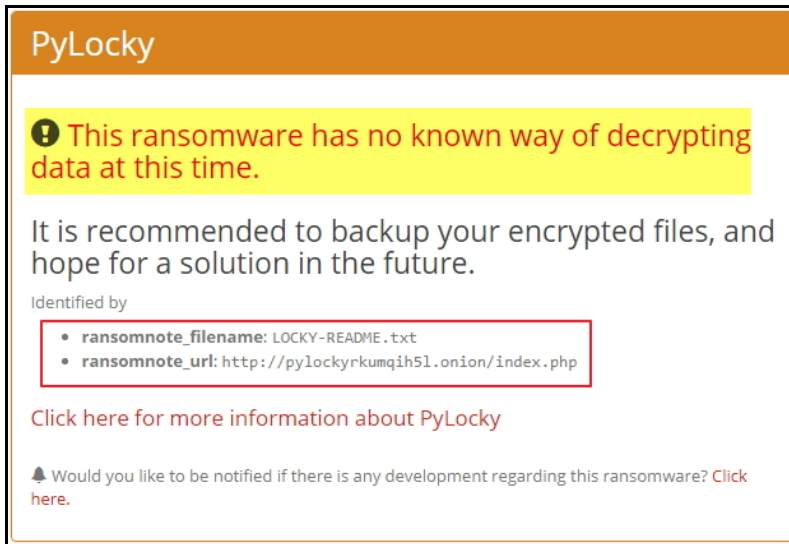 PyLocky
This ransomware has no known way of decrypting
data at this time.
It is recommended to backup your encrypted files, and
hope for a solution in the future.
Identified by
• ransomnote_filename: LOCKY-README.txt
• ransomnote_url: http://pylockyrkumqih5l.onion/index.php
Click here for more information about PyLocky
Would you like to be notified if there is any development regarding this ransomware? Click
here.